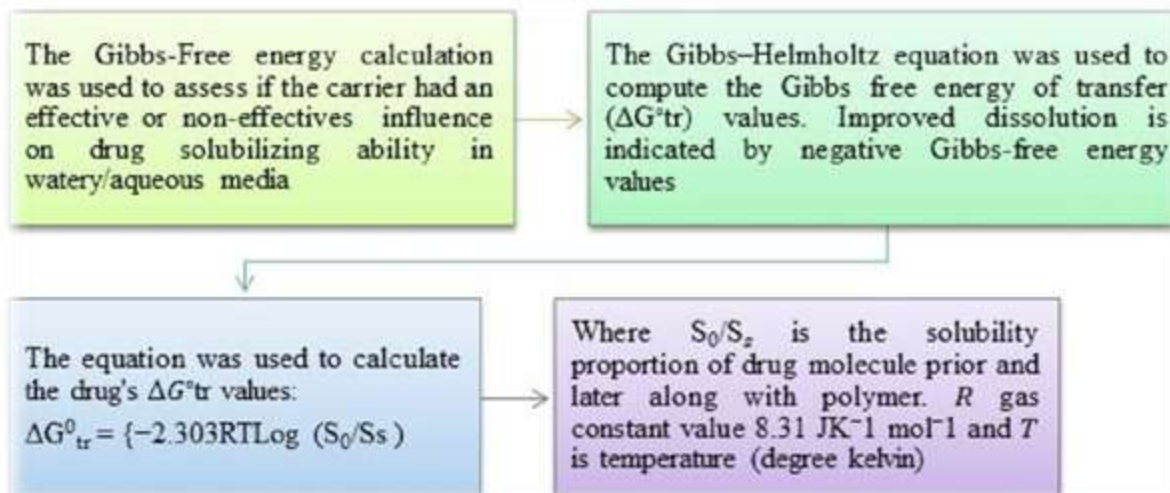 The Gibbs-Free energy calculation
was used to assess if the carrier had an
effective or non-effectives influence
on drug solubilizing ability in
watery/aqueous media
The Gibbs–Helmholtz equation was used to
compute the Gibbs free energy of transfer
(ΔG°tr) values. Improved dissolution is
indicated by negative Gibbs-free energy
values
The equation was used to calculate
the drug's ΔG°tr values:
ΔG⁰tr = {−2.303RTLog (S₀/Ss )
Where S₀/Sₛ is the solubility
proportion of drug molecule prior and
later along with polymer. R gas
constant value 8.31 JK⁻1 mol⁻1 and T
is temperature (degree kelvin)